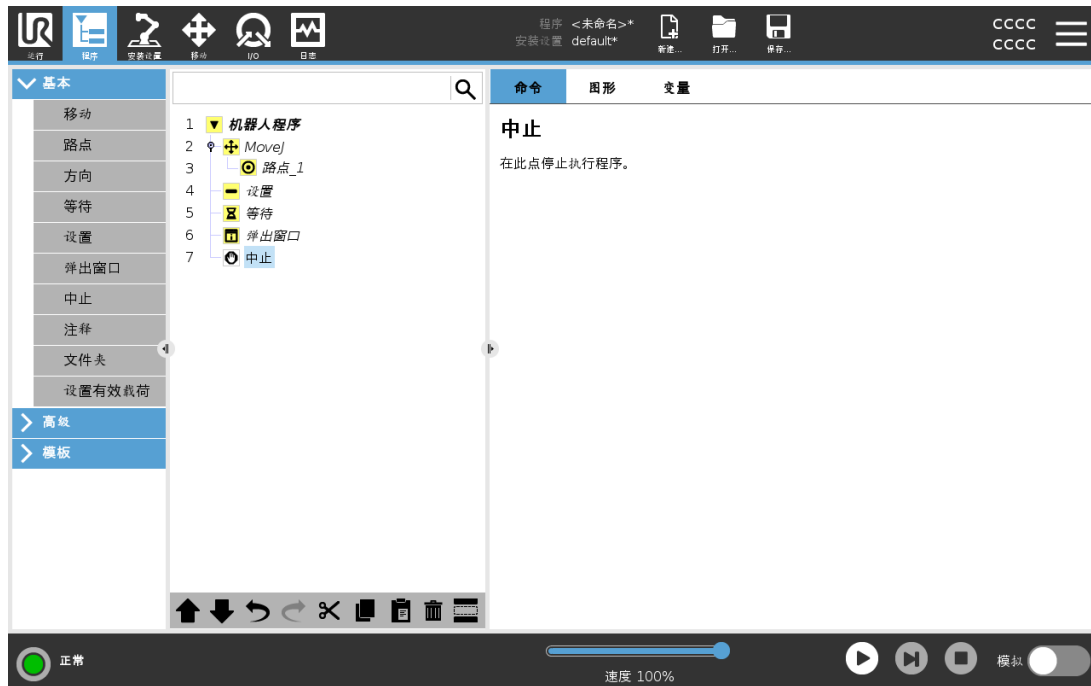 程序 <未命名>*
安装设置 default*
cccc
cccc
运行
程序
安装设置
移动
I/O
日志
新建...
打开...
保存...
基本
移动
路点
方向
等待
设置
弹出窗口
中止
注释
文件夹
设置有效载荷
高级
模板
1 机器人程序
2 MoveJ
3 路点_1
4 设置
5 等待
6 弹出窗口
7 中止
命令 图形 变量
中止
在此点停止执行程序。
正常
速度 100%
模拟